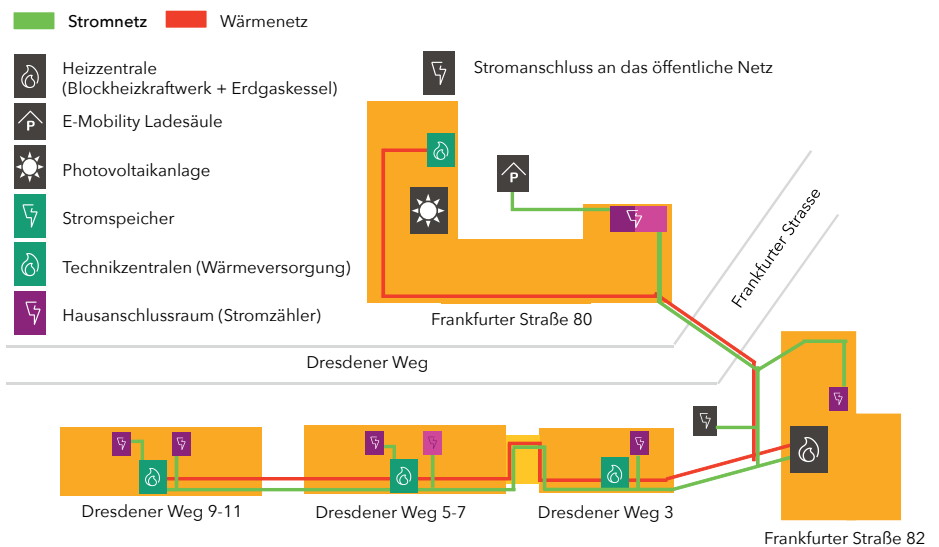 Stromnetz
Wärmenetz
Heizzentrale
(Blockheizkraftwerk + Erdgaskessel)
E-Mobility Ladesäule
Photovoltaikanlage
Stromspeicher
Technikzentralen (Wärmeversorgung)
Hausanschlussraum (Stromzähler)
Stromanschluss an das öffentliche Netz
P
P
Frankfurter Strasse
Frankfurter Straße 80
Dresdener Weg
Dresdener Weg 9-11
Dresdener Weg 5-7
Dresdener Weg 3
Frankfurter Straße 82